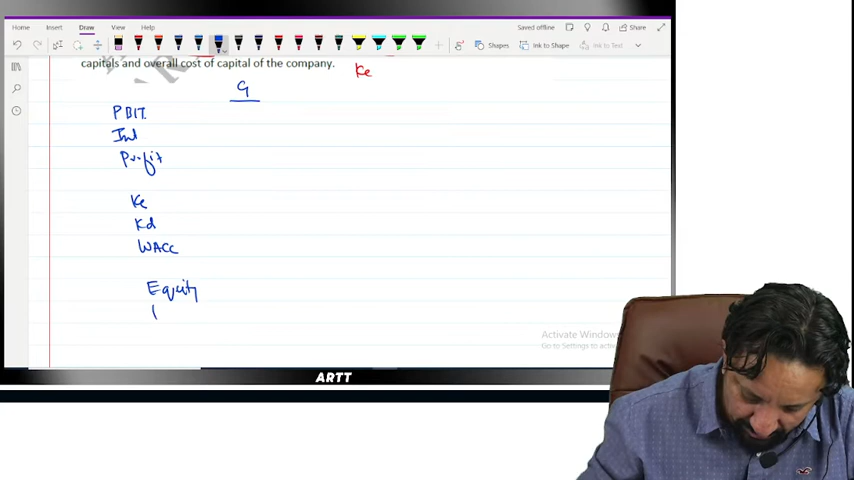 Home Insert Draw View Help Saved offline Share
Shapes Ink to Shape Ink to Text
capitals and overall cost of capital of the company.
Ke
G
PBIT
Int
Profit
Ke
Kd
WACC
Equity
Activate Windows
Go to Settings to activ
ARTT